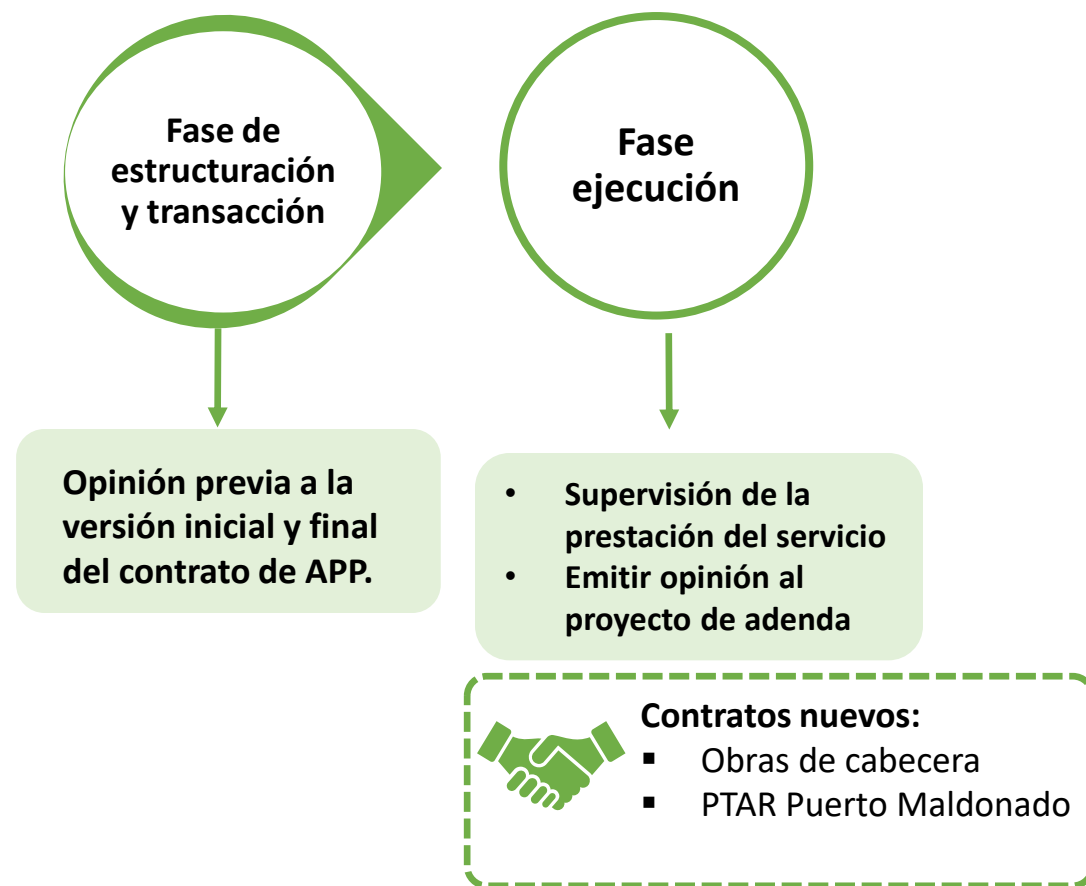 Fase de
estructuración
y transacción
Fase
ejecución
Opinión previa a la
versión inicial y final
del contrato de APP.
• Supervisión de la
prestación del servicio
• Emitir opinión al
proyecto de adenda
Contratos nuevos:
▪ Obras de cabecera
▪ PTAR Puerto Maldonado